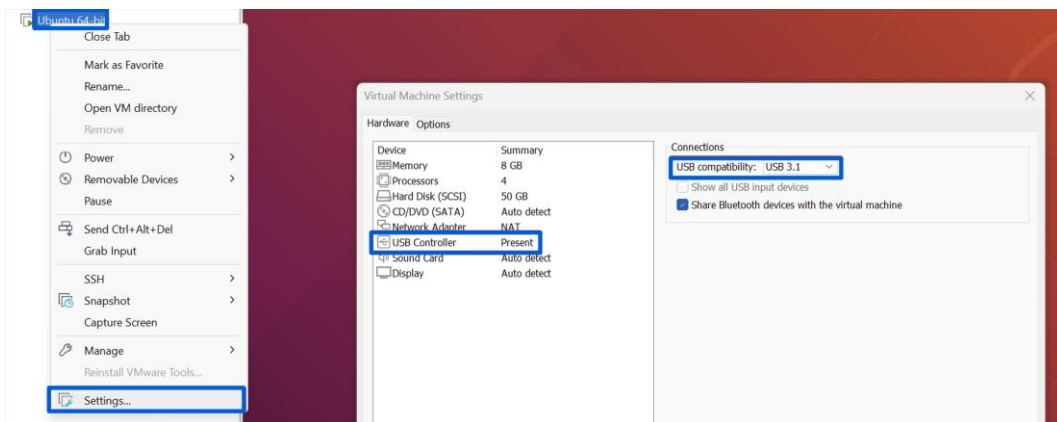 Ubuntu 64-bit
Close Tab
Mark as Favorite
Rename...
Open VM directory
Remove
Power
Removable Devices
Pause
Send Ctrl+Alt+Del
Grab Input
SSH
Snapshot
Capture Screen
Manage
Reinstall VMware Tools...
Settings...
Virtual Machine Settings
Hardware Options
Device Summary
Memory 8 GB
Processors 4
Hard Disk (SCSI) 50 GB
CD/DVD (SATA) Auto detect
Network Adapter NAT
USB Controller Present
Sound Card Auto detect
Display Auto detect
Connections
USB compatibility: USB 3.1
Show all USB input devices
Share Bluetooth devices with the virtual machine